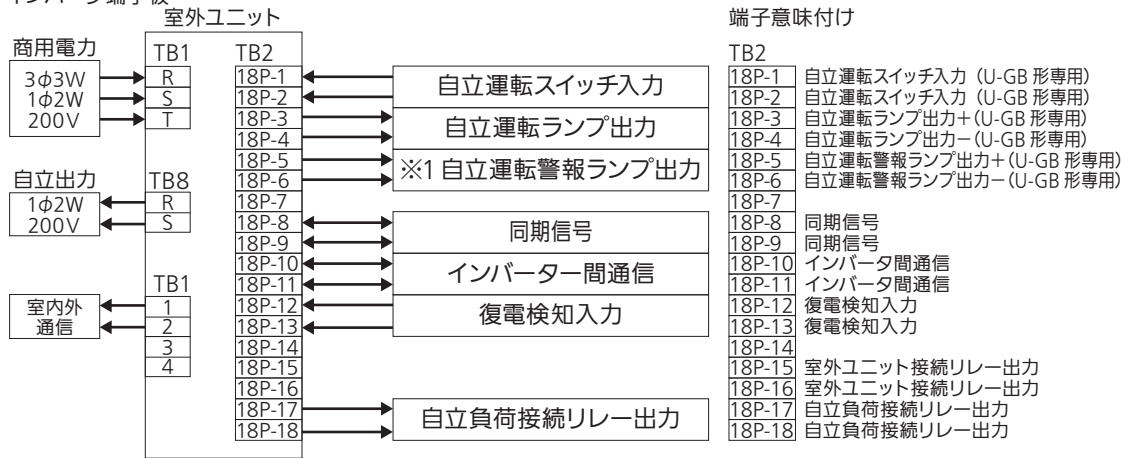 室外ユニット
端子意味付け
商用電力
3φ3W
1φ2W
200V
TB1
R
S
T
自立出力
1φ2W
200V
TB8
R
S
室内外
通信
TB1
1
2
3
4
TB2
18P-1
18P-2
18P-3
18P-4
18P-5
18P-6
18P-7
18P-8
18P-9
18P-10
18P-11
18P-12
18P-13
18P-14
18P-15
18P-16
18P-17
18P-18
自立運転スイッチ入力
自立運転ランプ出力
※1 自立運転警報ランプ出力
同期信号
インバーター間通信
復電検知入力
自立負荷接続リレー出力
TB2
18P-1 自立運転スイッチ入力 (U-GB 形専用)
18P-2 自立運転スイッチ入力 (U-GB 形専用)
18P-3 自立運転ランプ出力+(U-GB 形専用)
18P-4 自立運転ランプ出力-(U-GB 形専用)
18P-5 自立運転警報ランプ出力+(U-GB 形専用)
18P-6 自立運転警報ランプ出力-(U-GB 形専用)
18P-7
18P-8 同期信号
18P-9 同期信号
18P-10 インバータ間通信
18P-11 インバータ間通信
18P-12 復電検知入力
18P-13 復電検知入力
18P-14
18P-15 室外ユニット接続リレー出力
18P-16 室外ユニット接続リレー出力
18P-17 自立負荷接続リレー出力
18P-18 自立負荷接続リレー出力